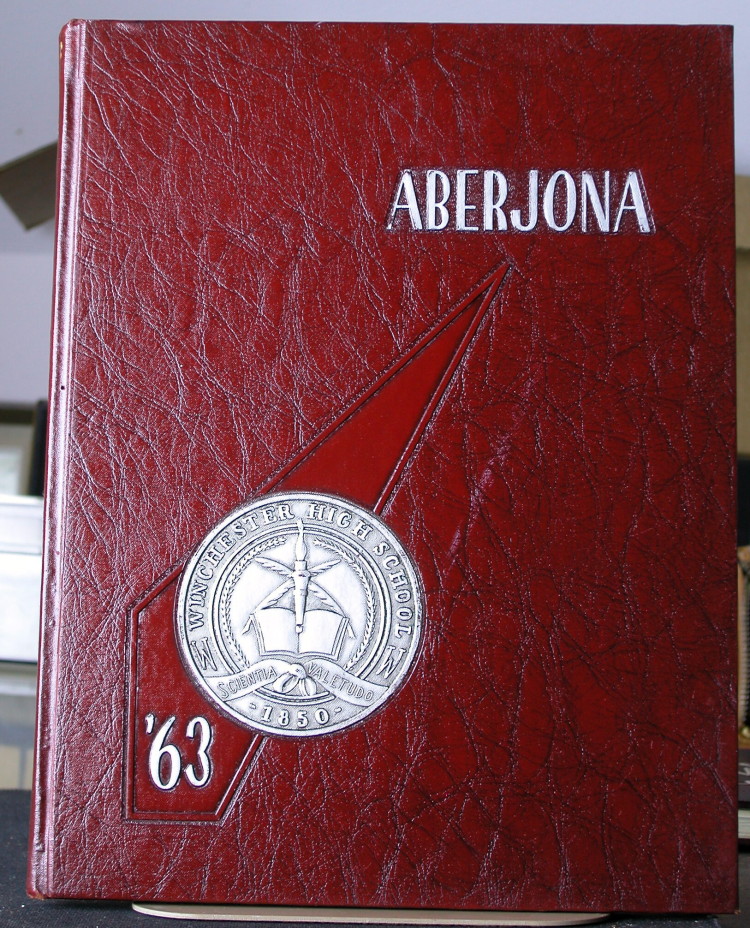 ABERJONA
W WINCHESTER HIGH SCHOOL W
SCIENTIA VALETUDO
-1850-
'63